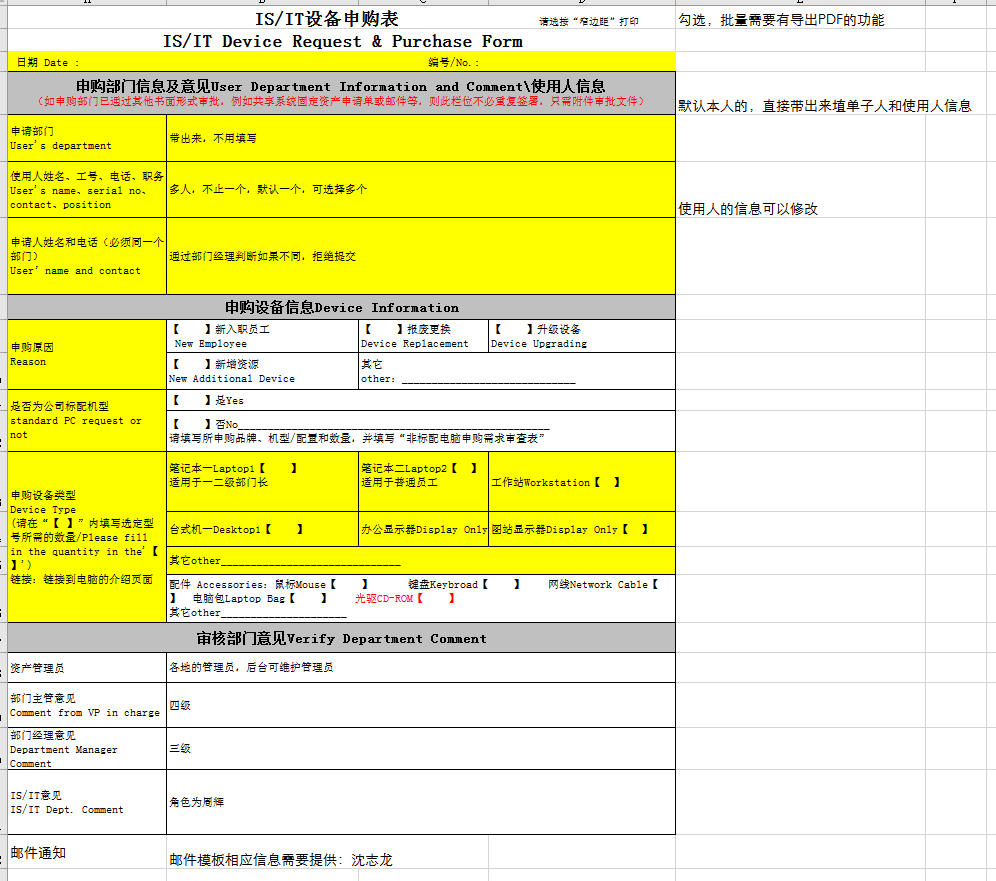 IS/IT设备申购表 请选按“窄边距”打印 勾选，批量需要有导出PDF的功能
IS/IT Device Request & Purchase Form
日期 Date : 编号/No.:
申购部门信息及意见User Department Information and Comment\使用人信息
（如申购部门已通过其他书面形式审批，例如共享系统固定资产申请单或邮件等，则此栏位不必重复签署，只需附件审批文件）
默认本人的，直接带出来填单子人和使用人信息
申请部门
User's department
带出来，不用填写
使用人姓名、工号、电话、职务
User's name、serial no、
contact、position
多人，不止一个，默认一个，可选择多个
使用人的信息可以修改
申请人姓名和电话（必须同一个
部门）
User' name and contact
通过部门经理判断如果不同，拒绝提交
申购设备信息Device Information
申购原因
Reason
【 】新入职员工
New Employee
【 】报废更换
Device Replacement
【 】升级设备
Device Upgrading
【 】新增资源
New Additional Device
其它
other: _____________________________
是否为公司标配机型
standard PC request or
not
【 】是Yes
【 】否No____________________________________________________
请填写所申购品牌、机型/配置和数量，并填写“非标配电脑申购需求审查表”
申购设备类型
Device Type
(请在“【 】”内填写选定型
号所需的数量/Please fill
in the quantity in the'【
】')
链接: 链接到电脑的介绍页面
笔记本一Laptop1【 】
适用于一二级部门长
笔记本二Laptop2【 】
适用于普通员工
工作站Workstation【 】
台式机一Desktop1【 】
办公显示器Display Only
图站显示器Display Only【 】
其它other______________________________
配件 Accessories: 鼠标Mouse【 】 键盘Keybroad【 】 网线Network Cable【
】 电脑包Laptop Bag【 】 光驱CD-ROM【 】
其它other_____________________
审核部门意见Verify Department Comment
资产管理员
各地的管理员，后台可维护管理员
部门主管意见
Comment from VP in charge
四级
部门经理意见
Department Manager
Comment
三级
IS/IT意见
IS/IT Dept. Comment
角色为周辉
邮件通知
邮件模板相应信息需要提供：沈志龙